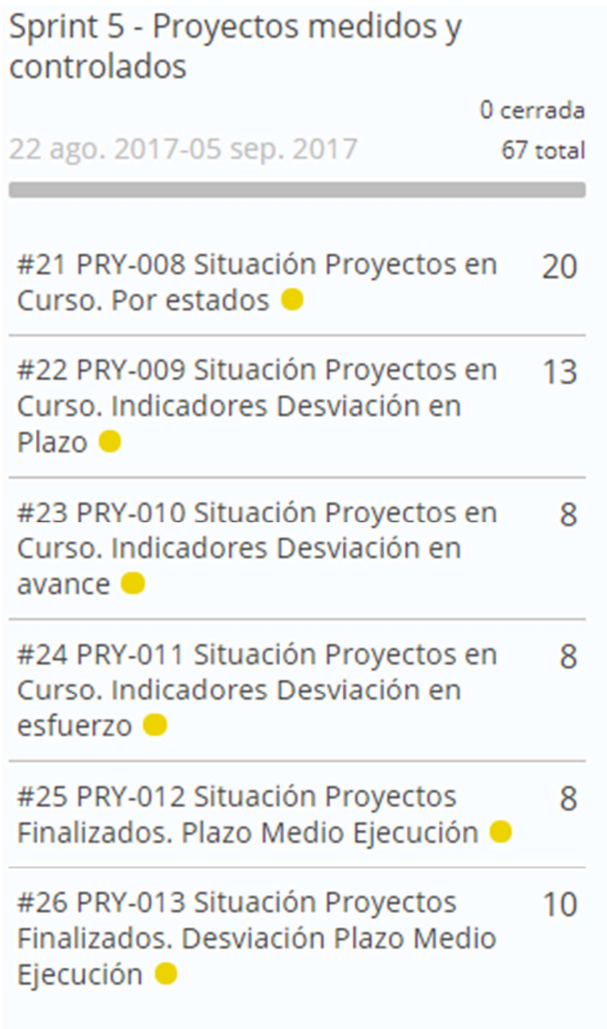 Sprint 5 - Proyectos medidos y
controlados
0 cerrada
22 ago. 2017-05 sep. 2017
67 total
#21 PRY-008 Situación Proyectos en
Curso. Por estados
20
#22 PRY-009 Situación Proyectos en
Curso. Indicadores Desviación en
Plazo
13
#23 PRY-010 Situación Proyectos en
Curso. Indicadores Desviación en
avance
8
#24 PRY-011 Situación Proyectos en
Curso. Indicadores Desviación en
esfuerzo
8
#25 PRY-012 Situación Proyectos
Finalizados. Plazo Medio Ejecución
8
#26 PRY-013 Situación Proyectos
Finalizados. Desviación Plazo Medio
Ejecución
10